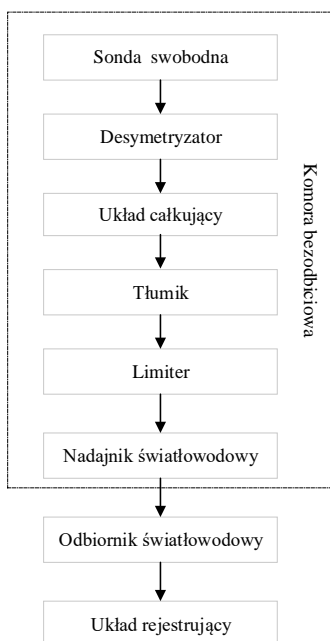 Sonda swobodna
Desymetryzator
Układ całkujący
Tłumik
Limiter
Nadajnik światłowodowy
Komora bezodbiciowa
Odbiornik światłowodowy
Układ rejestrujący